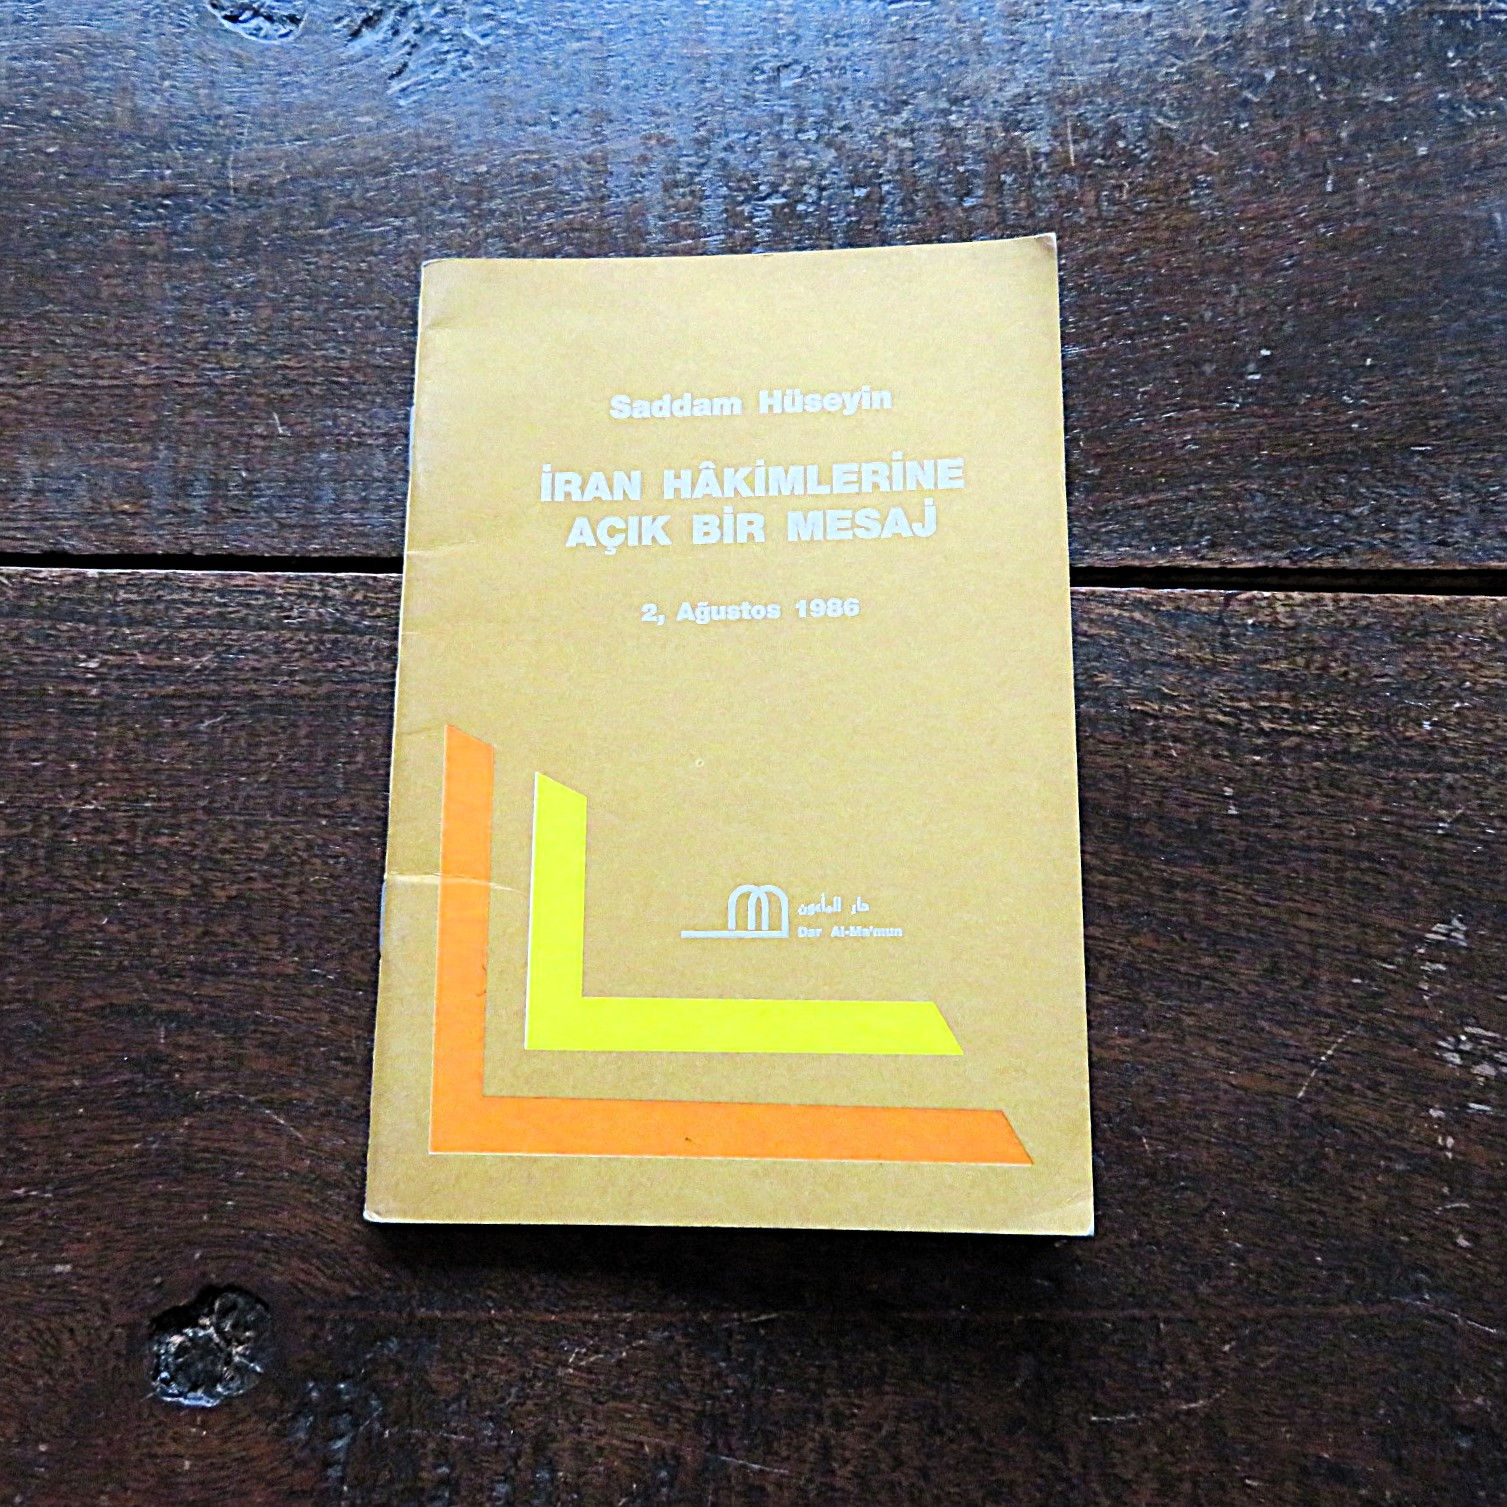 Saddam Hüseyin
İRAN HÂKİMLERİNE
AÇIK BİR MESAJ
2, Ağustos 1986
دار المأمون
Dar Al-Ma'mun